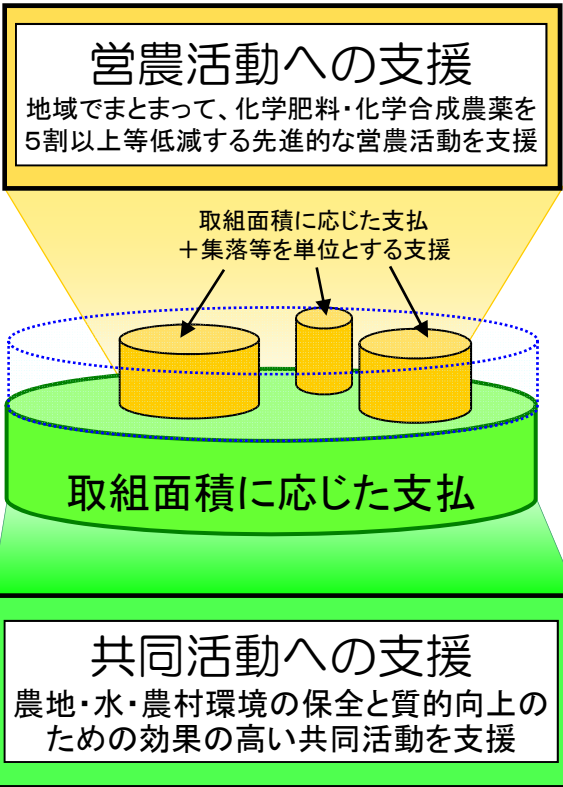 営農活動への支援
地域でまとまって、化学肥料・化学合成農薬を
5割以上等低減する先進的な営農活動を支援
取組面積に応じた支払
＋集落等を単位とする支援
取組面積に応じた支払
共同活動への支援
農地・水・農村環境の保全と質的向上の
ための効果の高い共同活動を支援